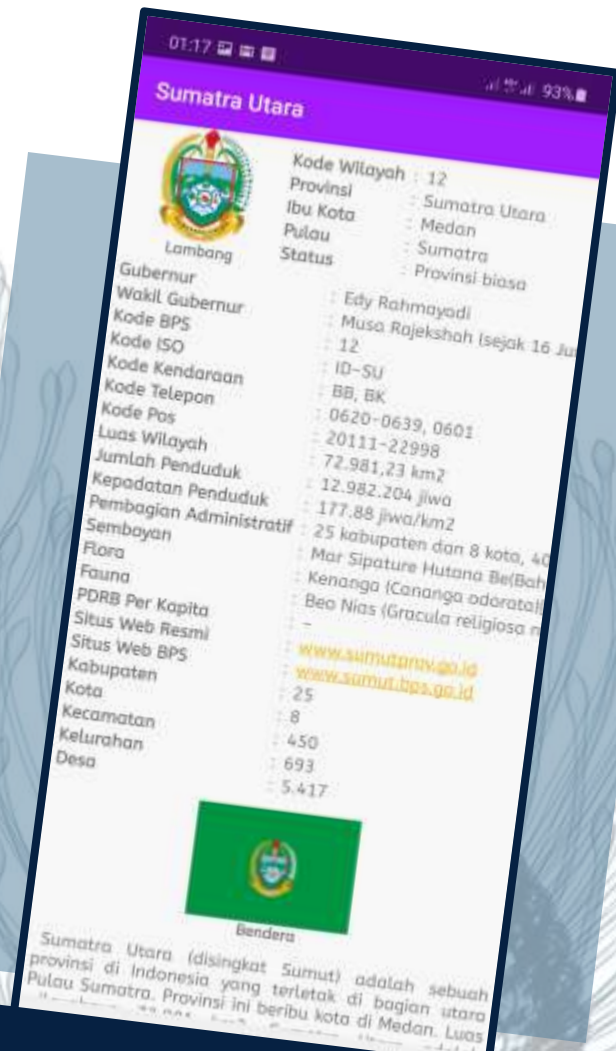 01:17
93%
Sumatra Utara
Lambang
Kode Wilayah : 12
Provinsi : Sumatra Utara
Ibu Kota : Medan
Pulau : Sumatra
Status : Provinsi biasa
Gubernur : Edy Rahmayadi
Wakil Gubernur : Musa Rajekshah (sejak 16 Ju
Kode BPS : 12
Kode ISO : ID-SU
Kode Kendaraan : BB, BK
Kode Telepon : 0620-0639, 0601
Kode Pos : 20111-22998
Luas Wilayah : 72.981,23 km2
Jumlah Penduduk : 12.982.204 jiwa
Kepadatan Penduduk : 177.88 jiwa/km2
Pembagian Administratif : 25 kabupaten dan 8 kota, 40
Sembayan : Mar Sipature Hutana Be(Bah
Flora : Kenanga (Cananga odorata)
Fauna : Beo Nias (Gracula religiosa
PDRB Per Kapita : -
Situs Web Resmi : www.sumutprov.go.id
Situs Web BPS : www.sumut.bps.go.id
Kabupaten : 25
Kota : 8
Kecamatan : 450
Kelurahan : 693
Desa : 5.417
Bendera
Sumatra Utara (disingkat Sumut) adalah sebuah
provinsi di Indonesia yang terletak di bagian utara
Pulau Sumatra. Provinsi ini beribu kota di Medan. Luas